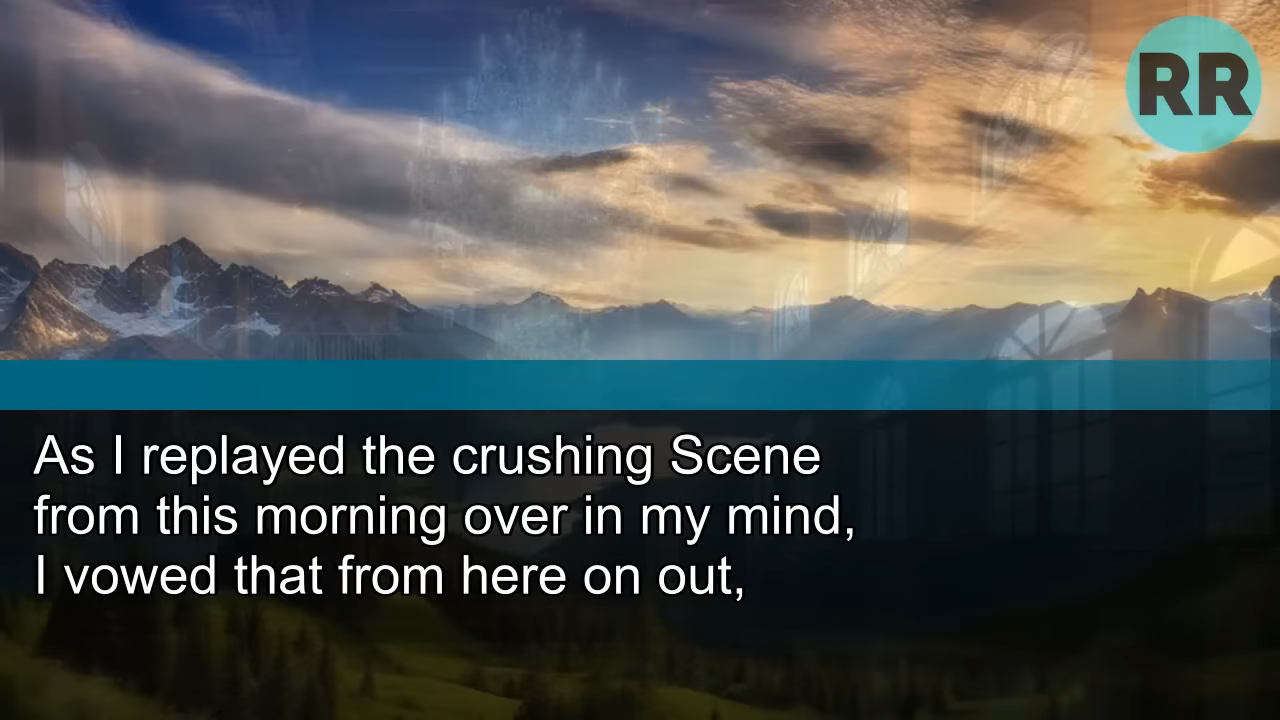 RR
As I replayed the crushing Scene
from this morning over in my mind,
I vowed that from here on out,